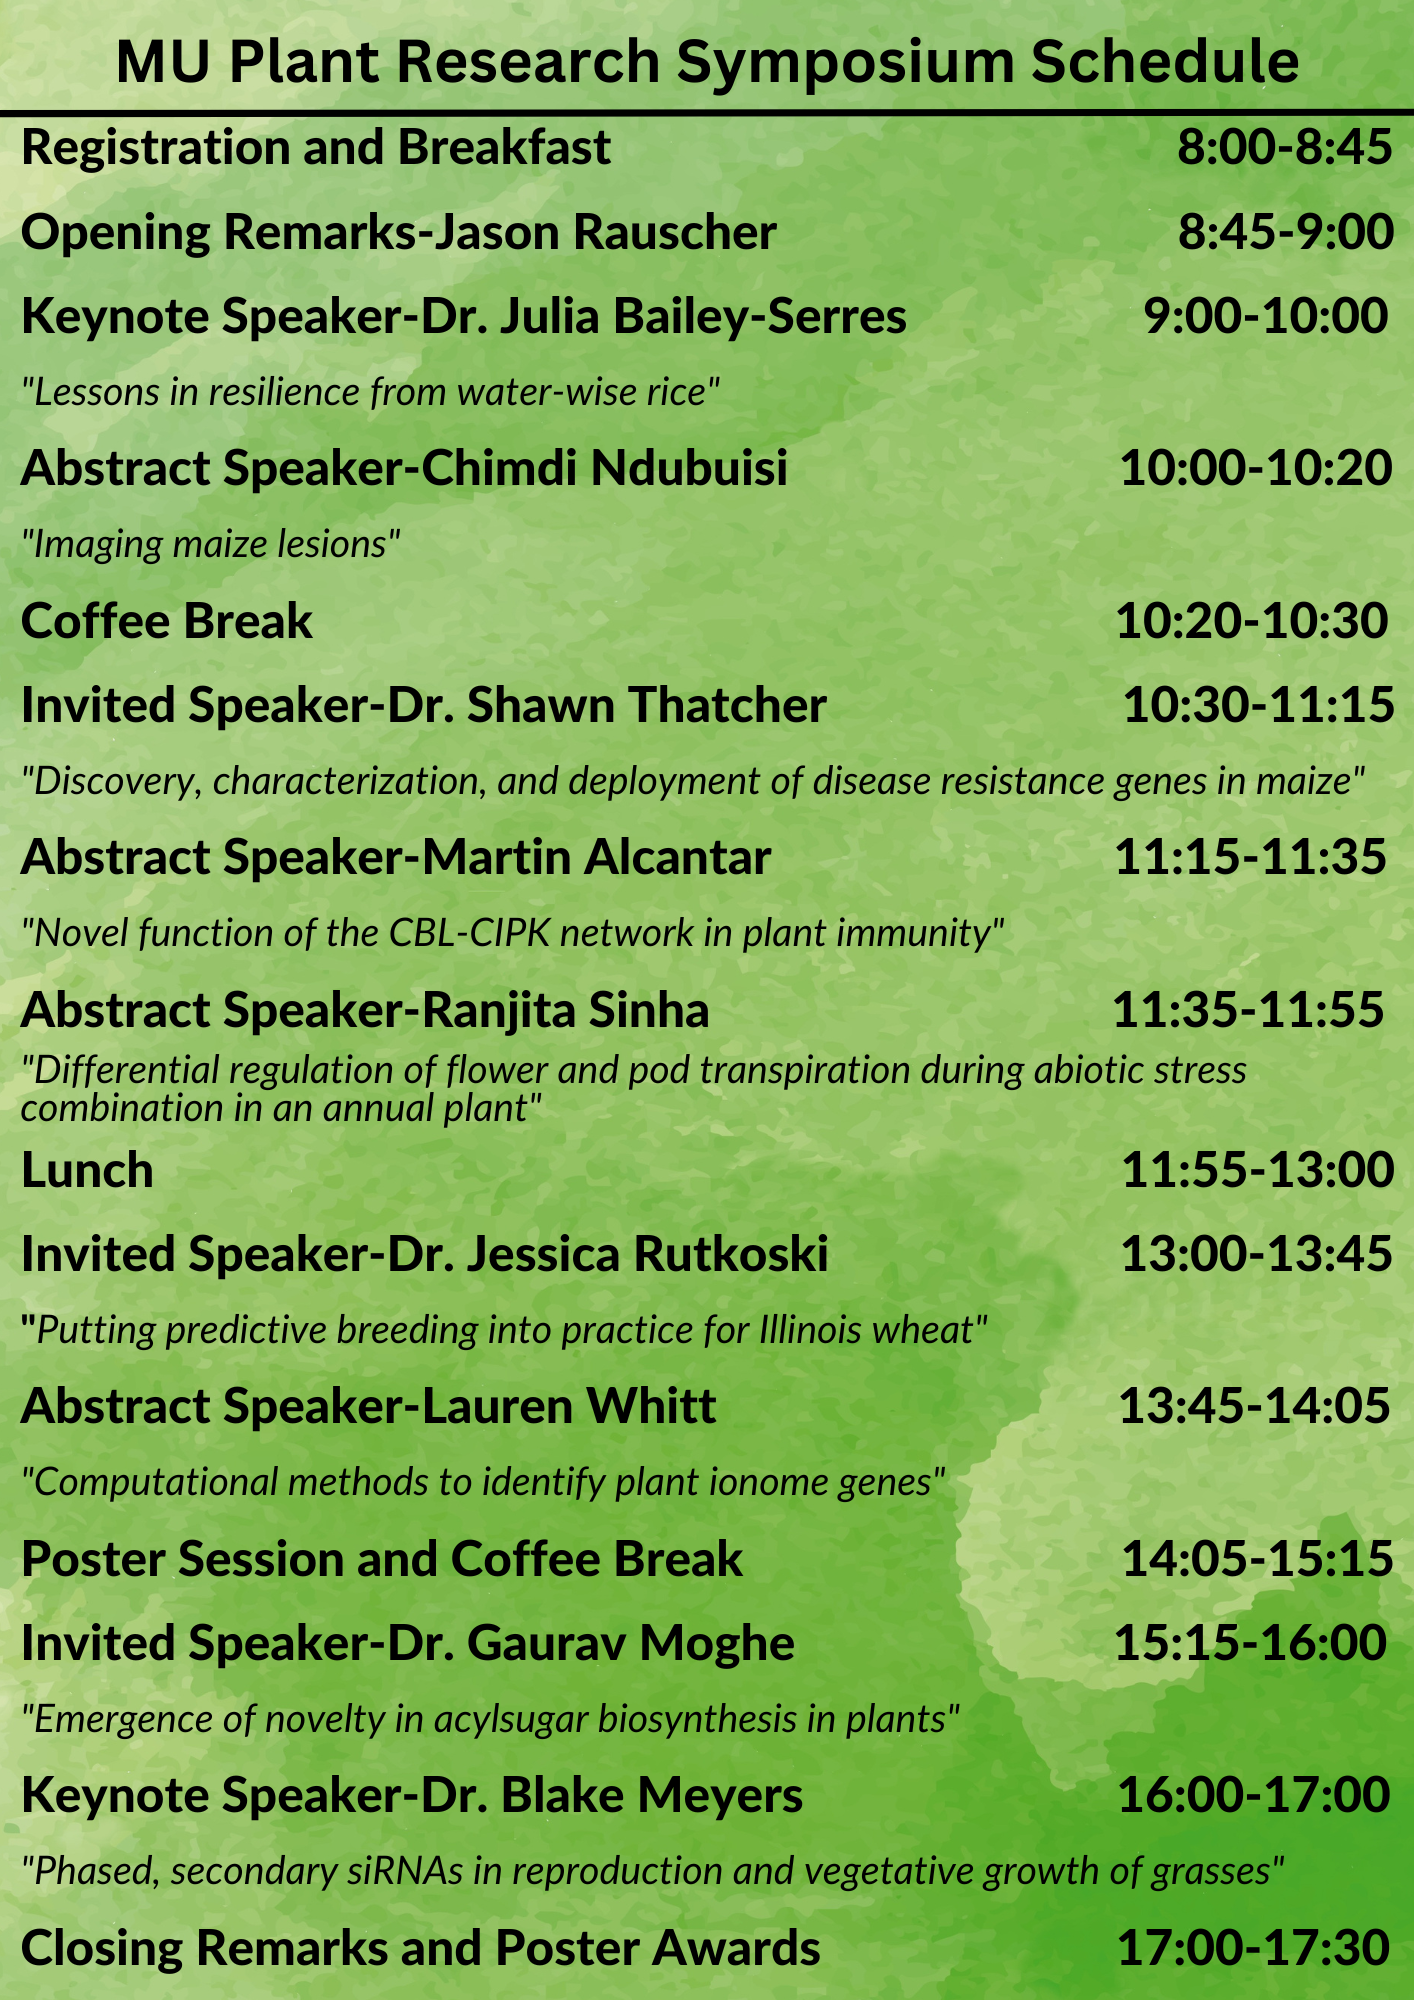 MU Plant Research Symposium Schedule
Registration and Breakfast 8:00-8:45
Opening Remarks-Jason Rauscher 8:45-9:00
Keynote Speaker-Dr. Julia Bailey-Serres 9:00-10:00
"Lessons in resilience from water-wise rice"
Abstract Speaker-Chimdi Ndubuisi 10:00-10:20
"Imaging maize lesions"
Coffee Break 10:20-10:30
Invited Speaker-Dr. Shawn Thatcher 10:30-11:15
"Discovery, characterization, and deployment of disease resistance genes in maize"
Abstract Speaker-Martin Alcantar 11:15-11:35
"Novel function of the CBL-CIPK network in plant immunity"
Abstract Speaker-Ranjita Sinha 11:35-11:55
"Differential regulation of flower and pod transpiration during abiotic stress
combination in an annual plant"
Lunch 11:55-13:00
Invited Speaker-Dr. Jessica Rutkoski 13:00-13:45
"Putting predictive breeding into practice for Illinois wheat"
Abstract Speaker-Lauren Whitt 13:45-14:05
"Computational methods to identify plant ionome genes"
Poster Session and Coffee Break 14:05-15:15
Invited Speaker-Dr. Gaurav Moghe 15:15-16:00
"Emergence of novelty in acylsugar biosynthesis in plants"
Keynote Speaker-Dr. Blake Meyers 16:00-17:00
"Phased, secondary siRNAs in reproduction and vegetative growth of grasses"
Closing Remarks and Poster Awards 17:00-17:30